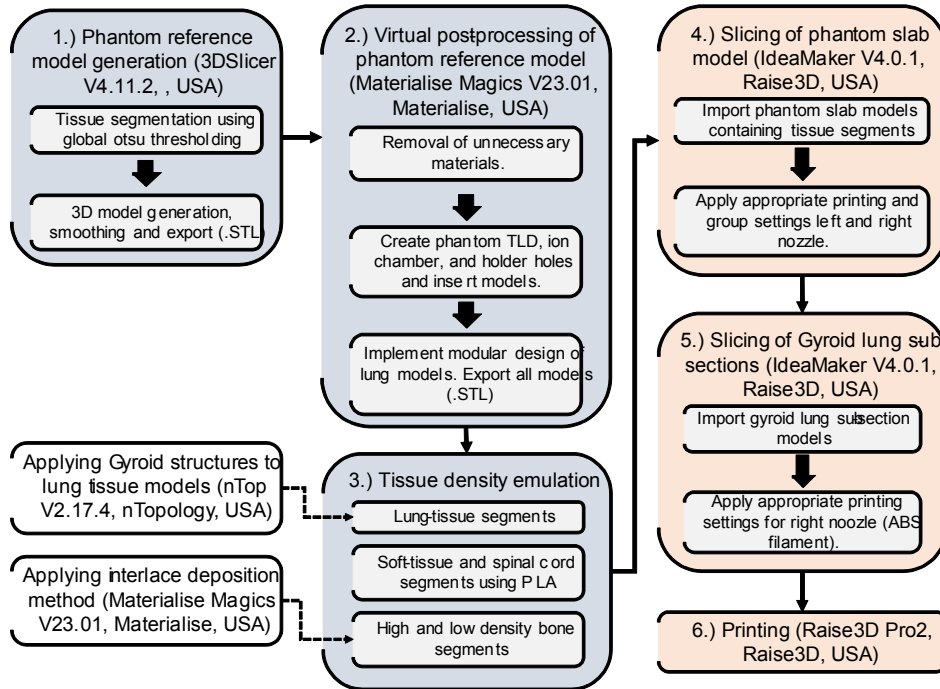 1.) Phantom reference
model generation (3DSlicer
V4.11.2, , USA)
Tissue segmentation using
global otsu thresholding
3D model generation,
smoothing and export (.STL)
2.) Virtual postprocessing of
phantom reference model
(Materialise Magics V23.01,
Materialise, USA)
Removal of unnecessary
materials.
Create phantom TLD, ion
chamber, and holder holes
and insert models.
Implement modular design of
lung models. Export all models
(.STL)
Applying Gyroid structures to
lung tissue models (nTop
V2.17.4, nTopology, USA)
Applying interlace deposition
method (Materialise Magics
V23.01, Materialise, USA)
3.) Tissue density emulation
Lung-tissue segments
Soft-tissue and spinal cord
segments using PLA
High and low density bone
segments
4.) Slicing of phantom slab
model (IdeaMaker V4.0.1,
Raise3D, USA)
Import phantom slab models
containing tissue segments
Apply appropriate printing and
group settings left and right
nozzle.
5.) Slicing of Gyroid lung sub-
sections (IdeaMaker V4.0.1,
Raise3D, USA)
Import gyroid lung subsection
models
Apply appropriate printing
settings for right noozle (ABS
filament).
6.) Printing (Raise3D Pro2,
Raise3D, USA)